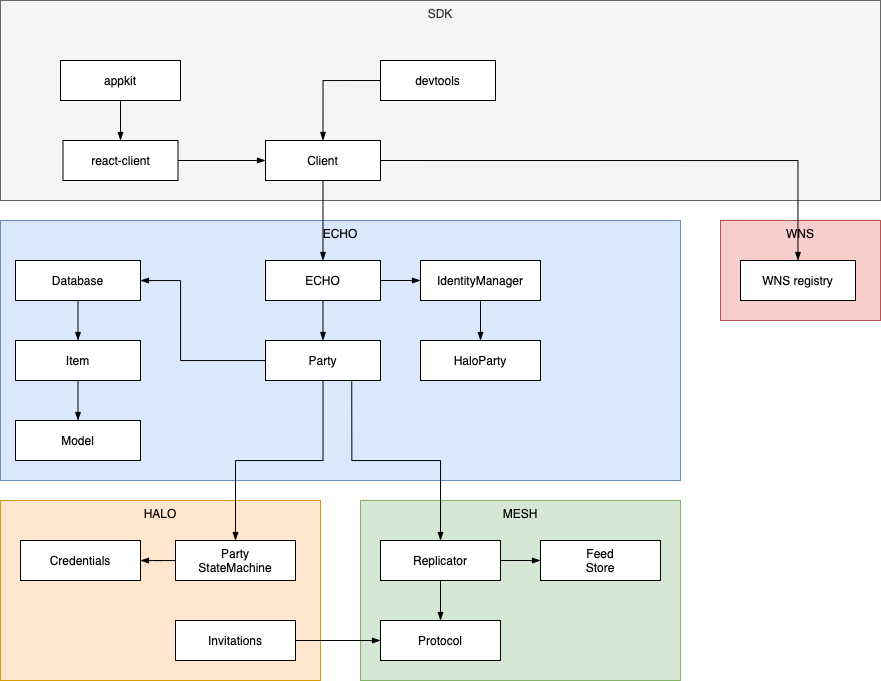 SDK
appkit
devtools
react-client
Client
ECHO
WNS
Database
ECHO
IdentityManager
WNS registry
Item
Party
HaloParty
Model
HALO
MESH
Credentials
Party
StateMachine
Replicator
Feed
Store
Invitations
Protocol